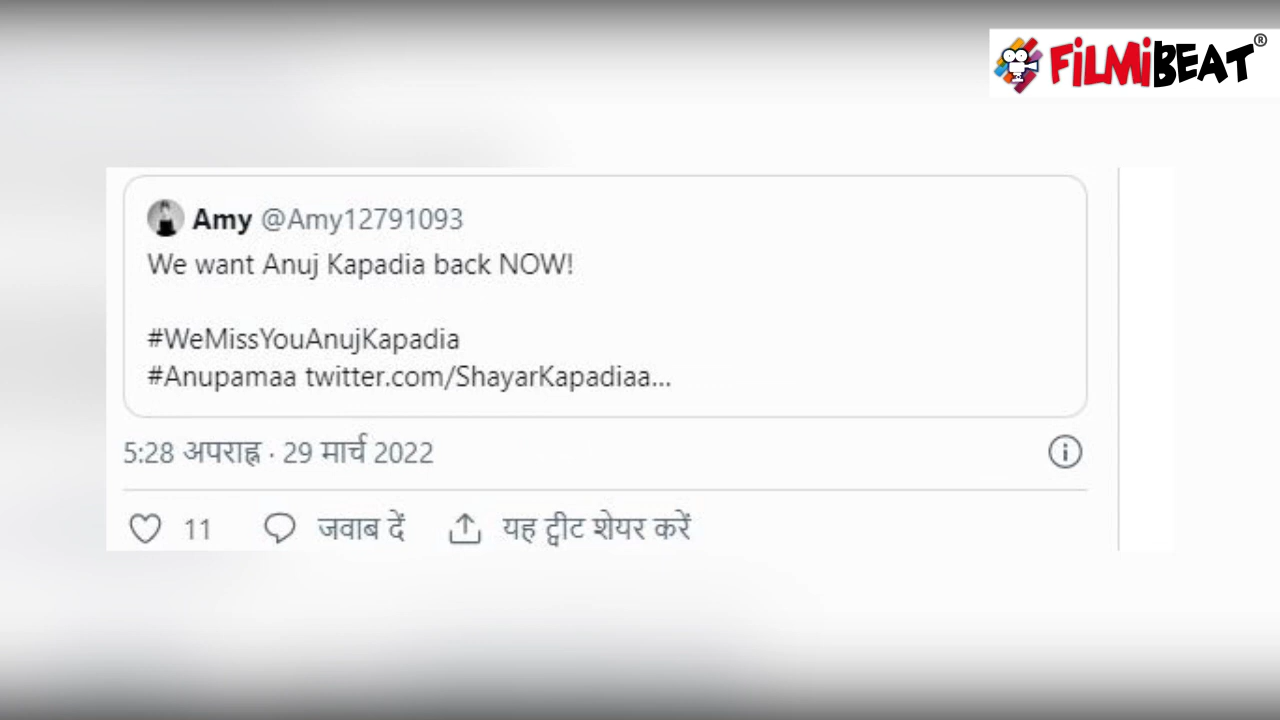 FiLMiBEAT®
Amy @Amy12791093
We want Anuj Kapadia back NOW!
#WeMissYouAnujKapadia
#Anupamaa twitter.com/ShayarKapadiaa...
5:28 अपराह्न · 29 मार्च 2022
11 जवाब दें यह ट्वीट शेयर करें